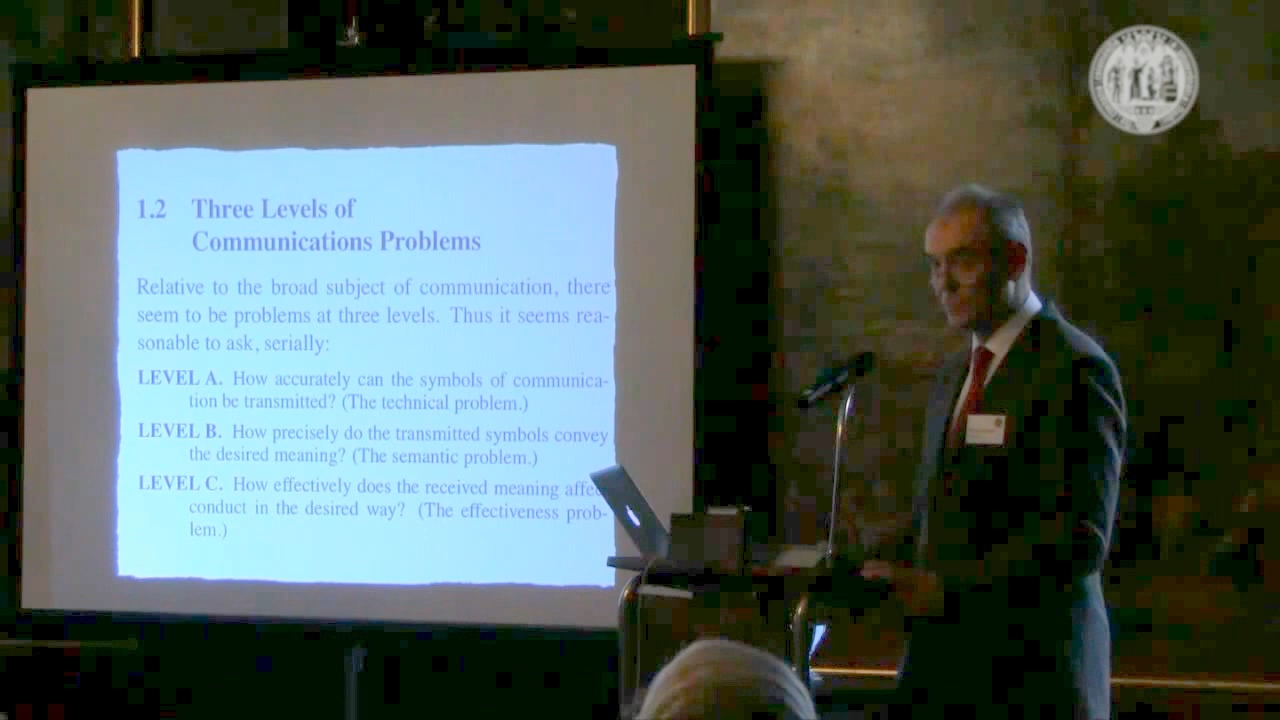 1.2 Three Levels of
Communications Problems
Relative to the broad subject of communication, there
seem to be problems at three levels. Thus it seems rea-
sonable to ask, serially:
LEVEL A. How accurately can the symbols of communica-
tion be transmitted? (The technical problem.)
LEVEL B. How precisely do the transmitted symbols convey
the desired meaning? (The semantic problem.)
LEVEL C. How effectively does the received meaning affec
conduct in the desired way? (The effectiveness prob-
lem.)